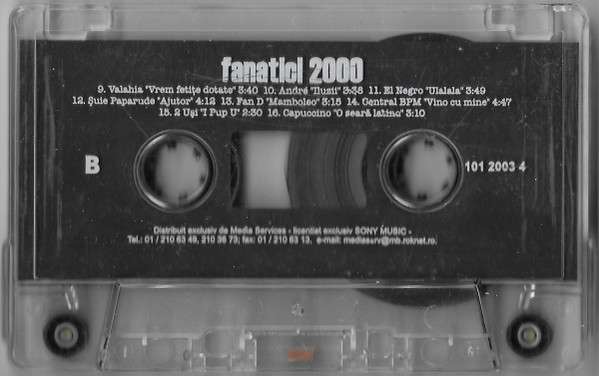 fanatici 2000
9. Valahia "Vrem fetițe dotate" 3:40 10. André "Iluzii" 3:38 11. El Negro "Ulalala" 3:49
12. Șuie Paparude "Ajutor" 4:12 13. Fan D "Mamboleo" 3:15 14. Central BPM "Vino cu mine" 4:47
15. 2 Uși "I Pup U" 2:30 16. Capuccino "O seară latino" 3:10
B
101 2003 4
Distribuit exclusiv de Media Services - licentiat exclusiv SONY MUSIC -
Tel.: 01 / 210 63 49, 210 36 73; fax: 01 / 210 63 13, e-mail: mediassrv@mb.roknet.ro.